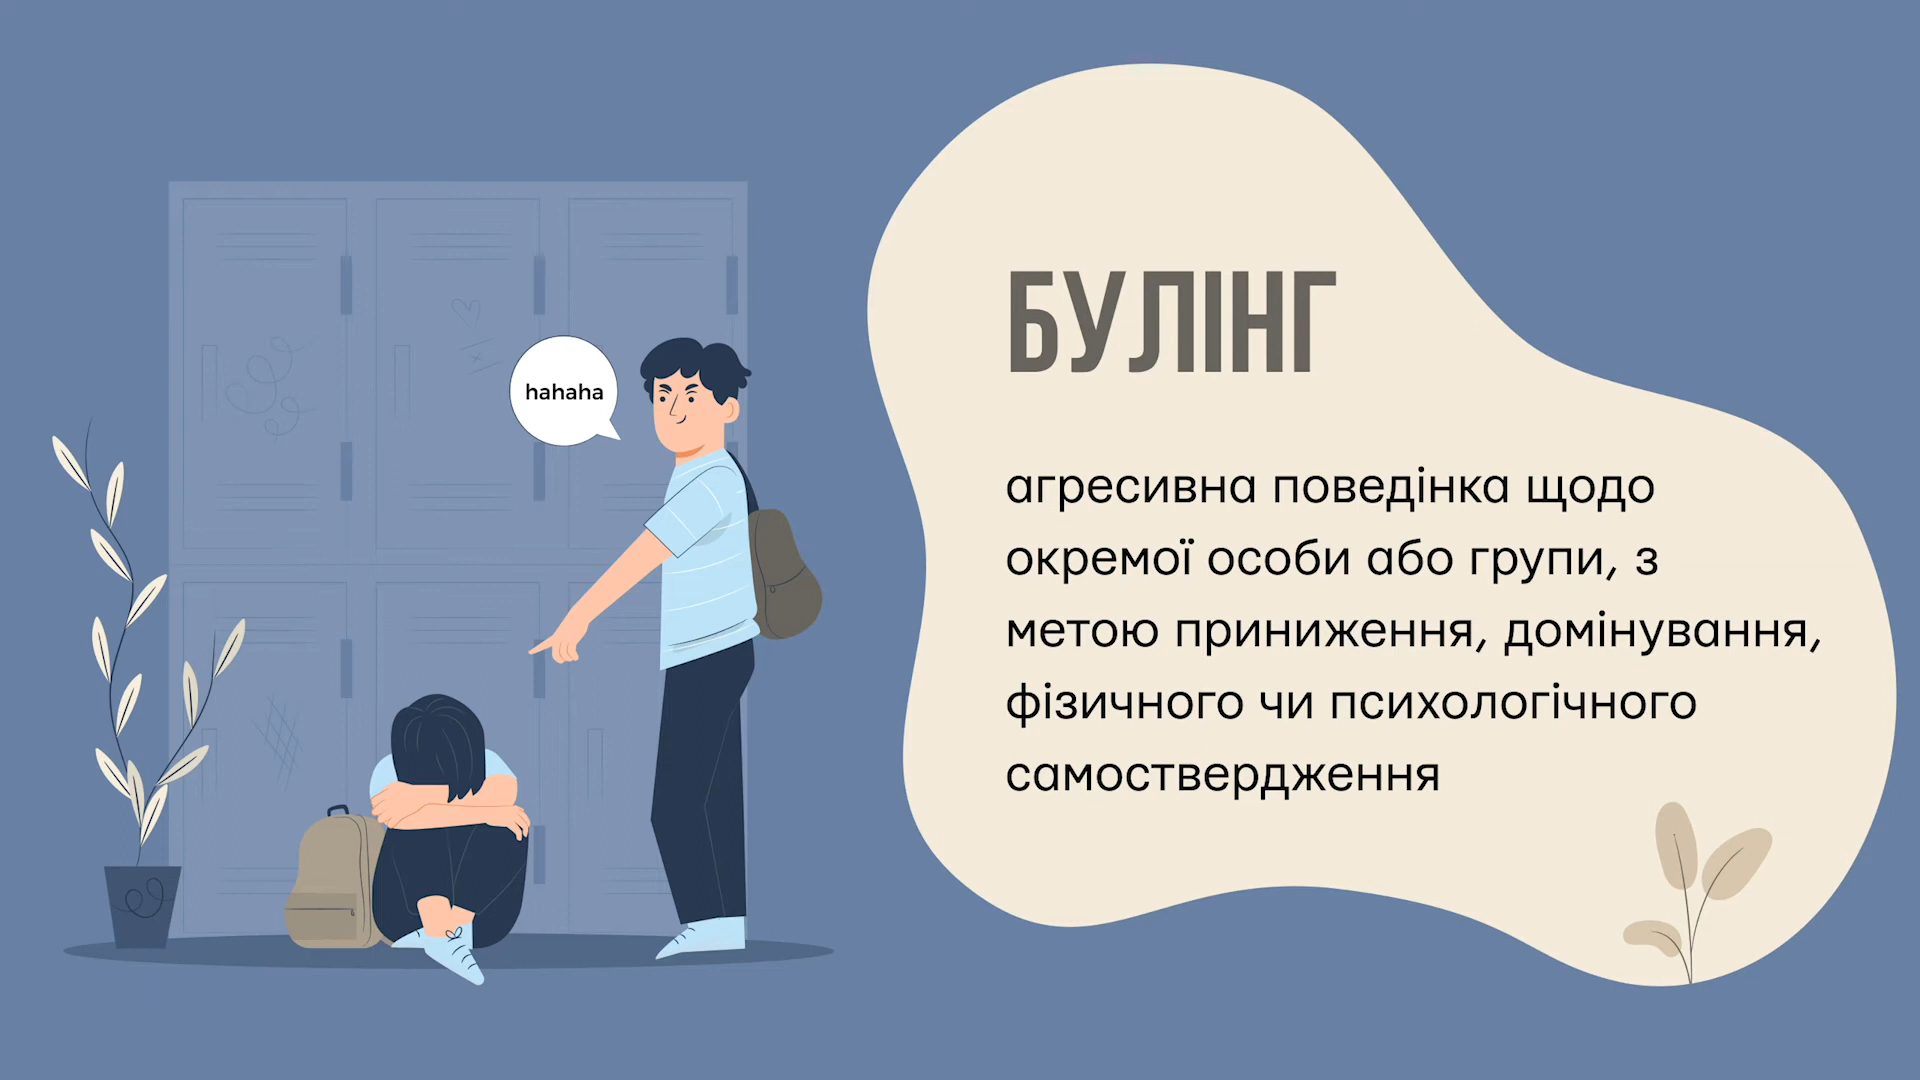 hahaha
БУЛІНГ
агресивна поведінка щодо
окремої особи або групи, з
метою приниження, домінування,
фізичного чи психологічного
самоствердження